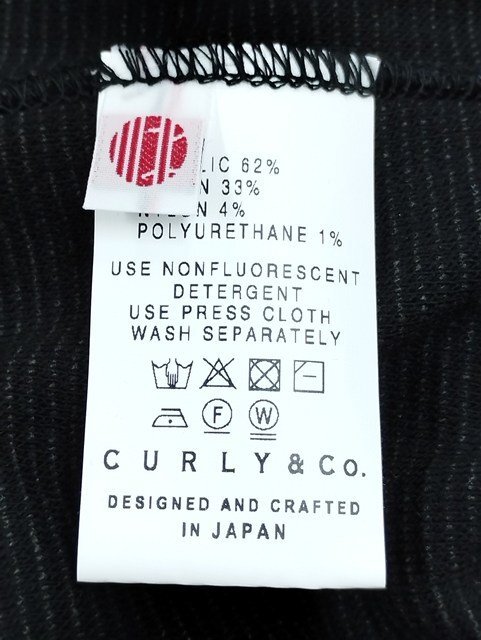 62%
33%
4%
POLYURETHANE 1%
USE NONFLUORESCENT
DETERGENT
USE PRESS CLOTH
WASH SEPARATELY
F W
CURLY & CO.
DESIGNED AND CRAFTED
IN JAPAN